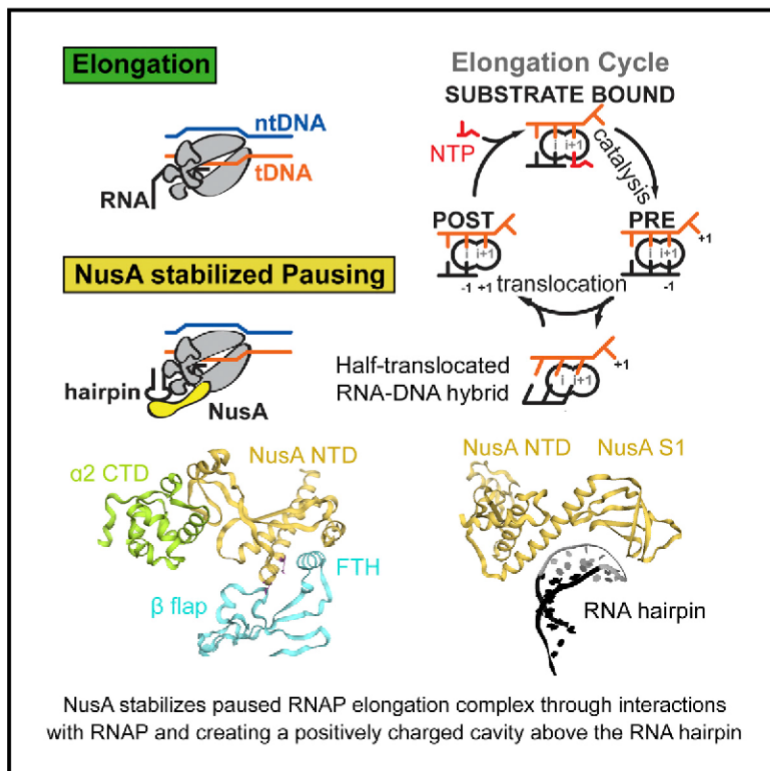 Elongation
ntDNA
tDNA
RNA
Elongation Cycle
SUBSTRATE BOUND
NTP
i
i+1
catalysis
POST
i
i+1
-1 +1
PRE
+1
i
i+1
-1
translocation
NusA stabilized Pausing
hairpin
NusA
Half-translocated
RNA-DNA hybrid
+1
i
i+1
α2 CTD
NusA NTD
FTH
β flap
NusA NTD
NusA S1
RNA hairpin
NusA stabilizes paused RNAP elongation complex through interactions
with RNAP and creating a positively charged cavity above the RNA hairpin